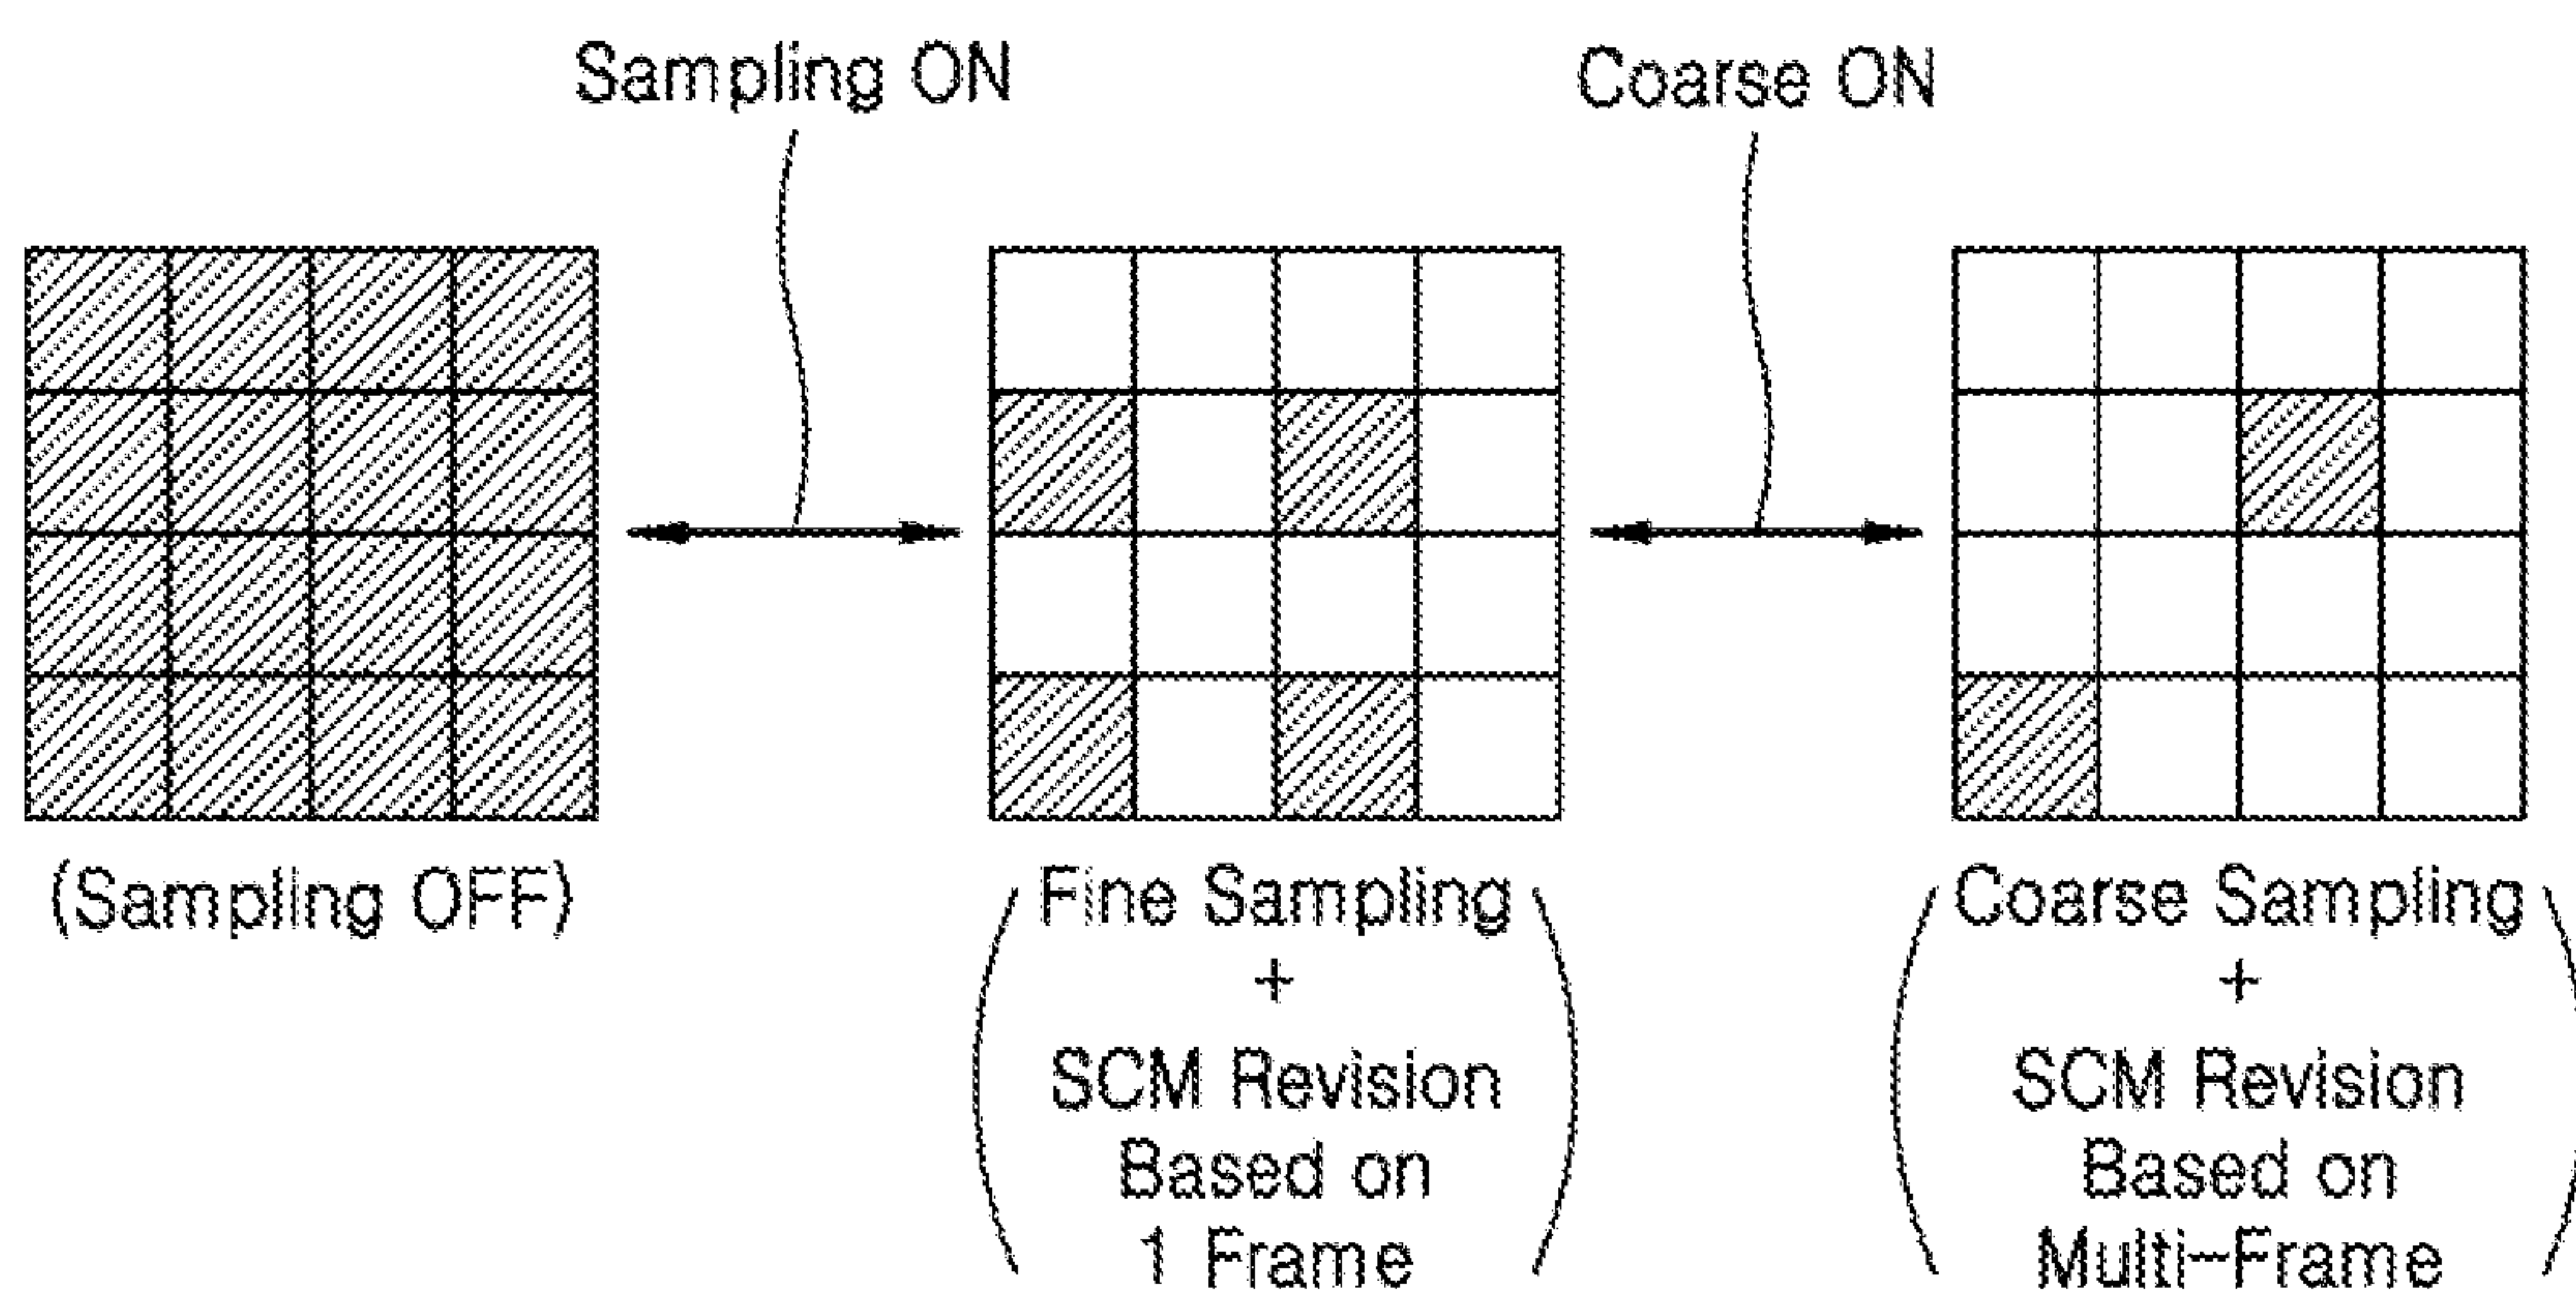 Sampling ON
Coarse ON
(Sampling OFF)
Fine Sampling
+
SCM Revision
Based on
1 Frame
Coarse Sampling
+
SCM Revision
Based on
Multi-Frame